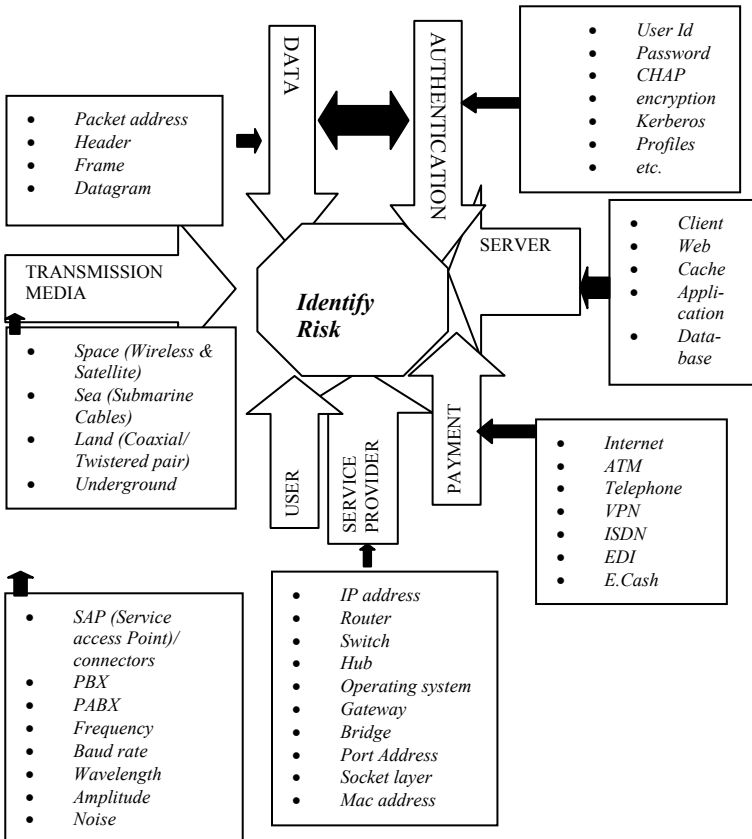 DATA
AUTHENTICATION
• User Id
• Password
• CHAP
• encryption
• Kerberos
• Profiles
• etc.
• Packet address
• Header
• Frame
• Datagram
TRANSMISSION
MEDIA
Identify
Risk
SERVER
• Client
• Web
• Cache
• Appli-
cation
• Data-
base
• Space (Wireless &
Satellite)
• Sea (Submarine
Cables)
• Land (Coaxial/
Twistered pair)
• Underground
USER
SERVICE
PROVIDER
PAYMENT
• Internet
• ATM
• Telephone
• VPN
• ISDN
• EDI
• E.Cash
• SAP (Service
access Point)/
connectors
• PBX
• PABX
• Frequency
• Baud rate
• Wavelength
• Amplitude
• Noise
• IP address
• Router
• Switch
• Hub
• Operating system
• Gateway
• Bridge
• Port Address
• Socket layer
• Mac address